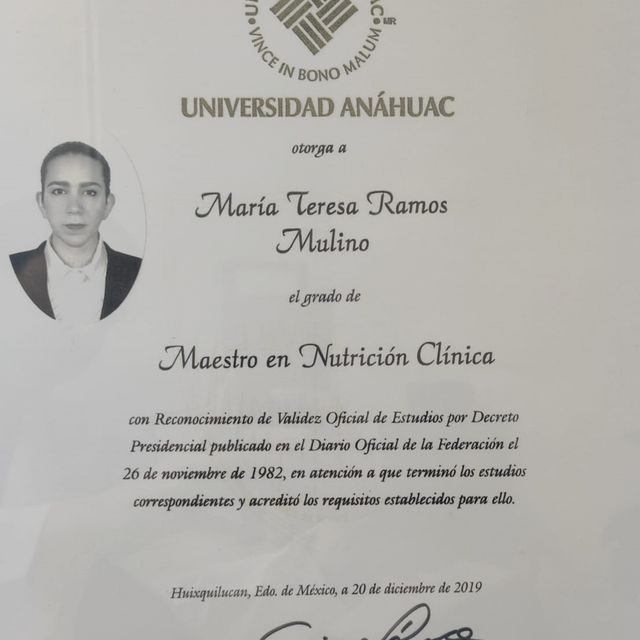 VINCE IN BONO MALUM
MR
UNIVERSIDAD ANÁHUAC
otorga a
María Teresa Ramos
Mulino
el grado de
Maestro en Nutrición Clínica
con Reconocimiento de Validez Oficial de Estudios por Decreto
Presidencial publicado en el Diario Oficial de la Federación el
26 de noviembre de 1982, en atención a que terminó los estudios
correspondientes y acreditó los requisitos establecidos para ello.
Huixquilucan, Edo. de México, a 20 de diciembre de 2019